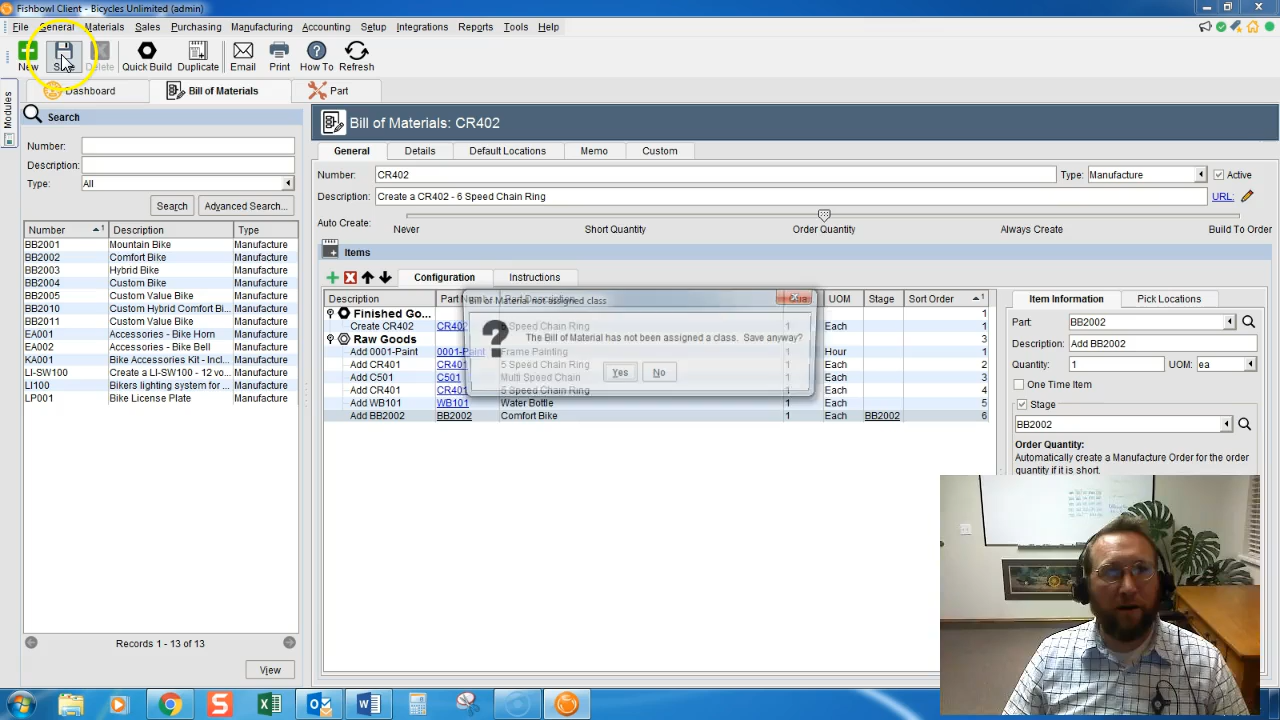 Fishbowl Client - Bicycles Unlimited (admin)
File General Materials Sales Purchasing Manufacturing Accounting Setup Integrations Reports Tools Help
New Delete Quick Build Duplicate Email Print How To Refresh
Modules
Dashboard Bill of Materials Part
Search
Number:
Description:
Type: All
Search Advanced Search...
Number 1 Description Type
BB2001 Mountain Bike Manufacture
BB2002 Comfort Bike Manufacture
BB2003 Hybrid Bike Manufacture
BB2004 Custom Bike Manufacture
BB2005 Custom Value Bike Manufacture
BB2010 Custom Hybrid Comfort Bi... Manufacture
BB2011 Custom Value Bike Manufacture
EA001 Accessories - Bike Horn Manufacture
EA002 Accessories - Bike Bell Manufacture
KA001 Bike Accessories Kit - Incl... Manufacture
LI-SW100 Create a LI-SW100 - 12 vo... Manufacture
LI100 Bikers lighting system for ... Manufacture
LP001 Bike License Plate Manufacture
Records 1 - 13 of 13
View
Bill of Materials: CR402
General Details Default Locations Memo Custom
Number: CR402 Type: Manufacture Active
Description: Create a CR402 - 6 Speed Chain Ring URL:
Auto Create:
Never Short Quantity Order Quantity Always Create Build To Order
Items
Configuration Instructions
Description UOM Stage Sort Order 1
Finished Go... 1
Create CR402 CR402 Speed Chain Ring 1 Each 1
Raw Goods 3
Add 0001-Paint 0001-Paint Frame Painting 1 Hour 1
Add CR401 CR401 5 Speed Chain Ring 1 Each 2
Add C501 C501 Multi Speed Chain 1 Each 3
Add CR401 CR401 5 Speed Chain Ring 1 Each 4
Add WB101 WB101 Water Bottle 1 Each 5
Add BB2002 BB2002 Comfort Bike 1 Each BB2002 6
Bill of Material not assigned class
The Bill of Material has not been assigned a class. Save anyway?
Yes No
Item Information Pick Locations
Part: BB2002
Description: Add BB2002
Quantity: 1 UOM: ea
One Time Item
Stage
BB2002
Order Quantity:
Automatically create a Manufacture Order for the order
quantity if it is short.